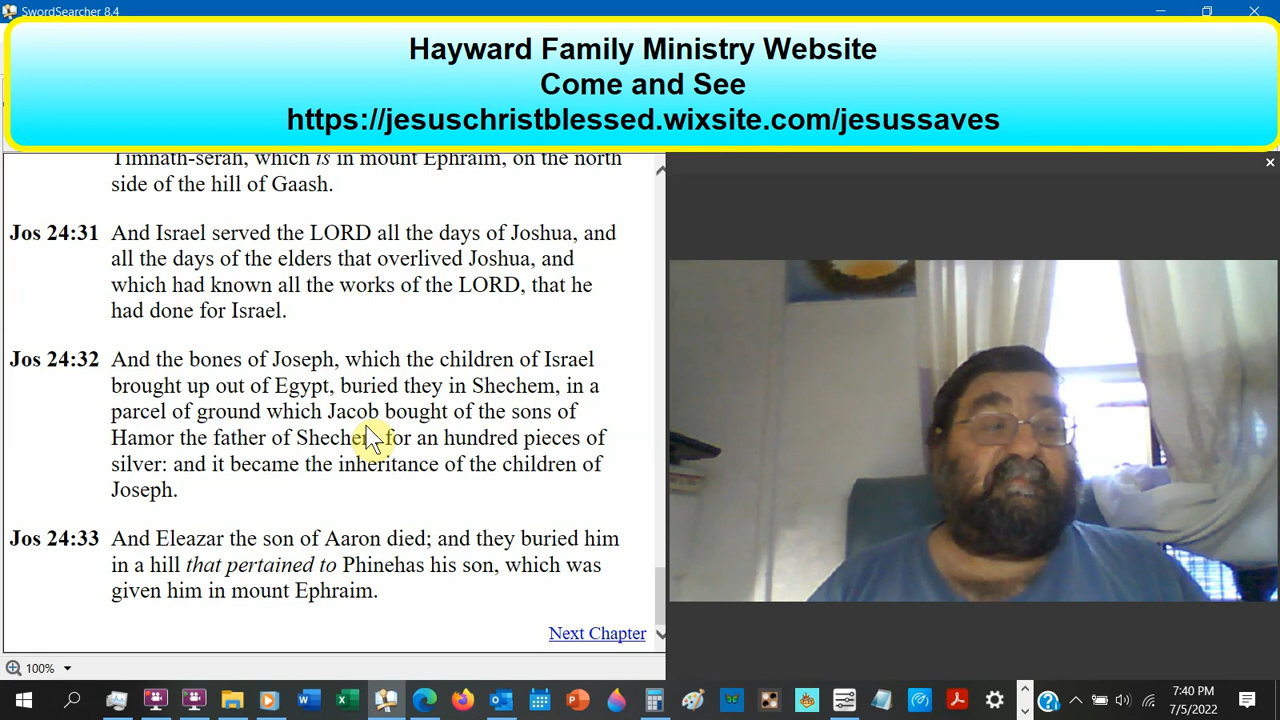 SwordSearcher 8.4
Hayward Family Ministry Website
Come and See
https://jesuschristblessed.wixsite.com/jesussaves
Timnath-serah, which is in mount Ephraim, on the north
side of the hill of Gaash.
Jos 24:31 And Israel served the LORD all the days of Joshua, and
all the days of the elders that overlived Joshua, and
which had known all the works of the LORD, that he
had done for Israel.
Jos 24:32 And the bones of Joseph, which the children of Israel
brought up out of Egypt, buried they in Shechem, in a
parcel of ground which Jacob bought of the sons of
Hamor the father of Shechem for an hundred pieces of
silver: and it became the inheritance of the children of
Joseph.
Jos 24:33 And Eleazar the son of Aaron died; and they buried him
in a hill that pertained to Phinehas his son, which was
given him in mount Ephraim.
Next Chapter
100%
7:40 PM
7/5/2022